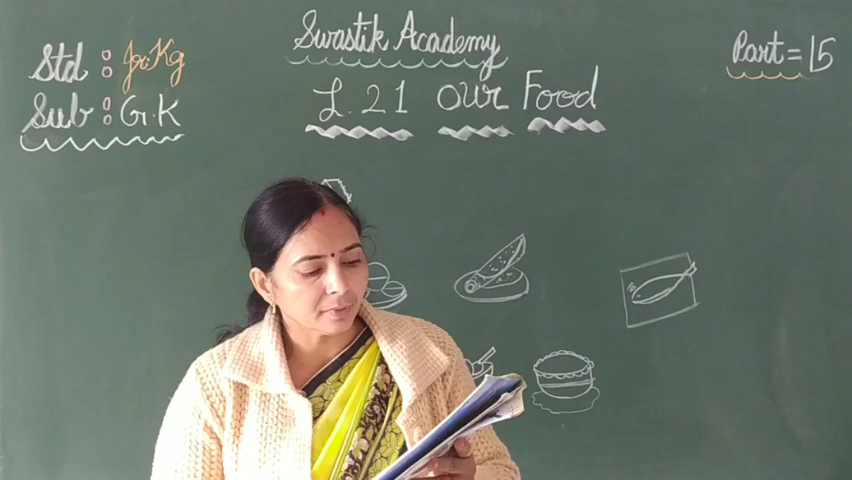 Swastik Academy
Std : Jr.Kg
Part = 15
Sub : G.K
L. 21 our Food